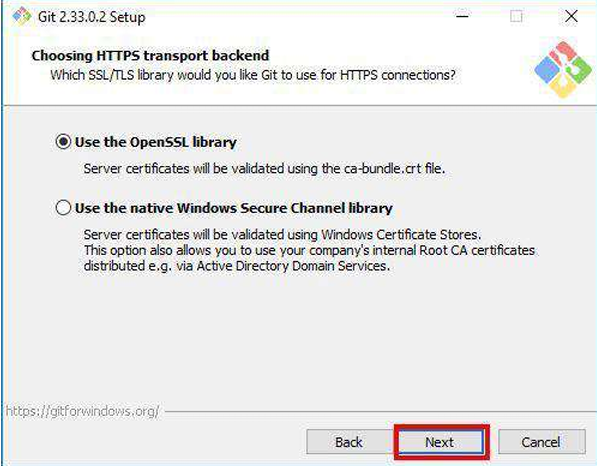 Git 2.33.0.2 Setup
Choosing HTTPS transport backend
Which SSL/TLS library would you like Git to use for HTTPS connections?
Use the OpenSSL library
Server certificates will be validated using the ca-bundle.crt file.
Use the native Windows Secure Channel library
Server certificates will be validated using Windows Certificate Stores.
This option also allows you to use your company's internal Root CA certificates
distributed e.g. via Active Directory Domain Services.
https://gitforwindows.org/
Back Next Cancel